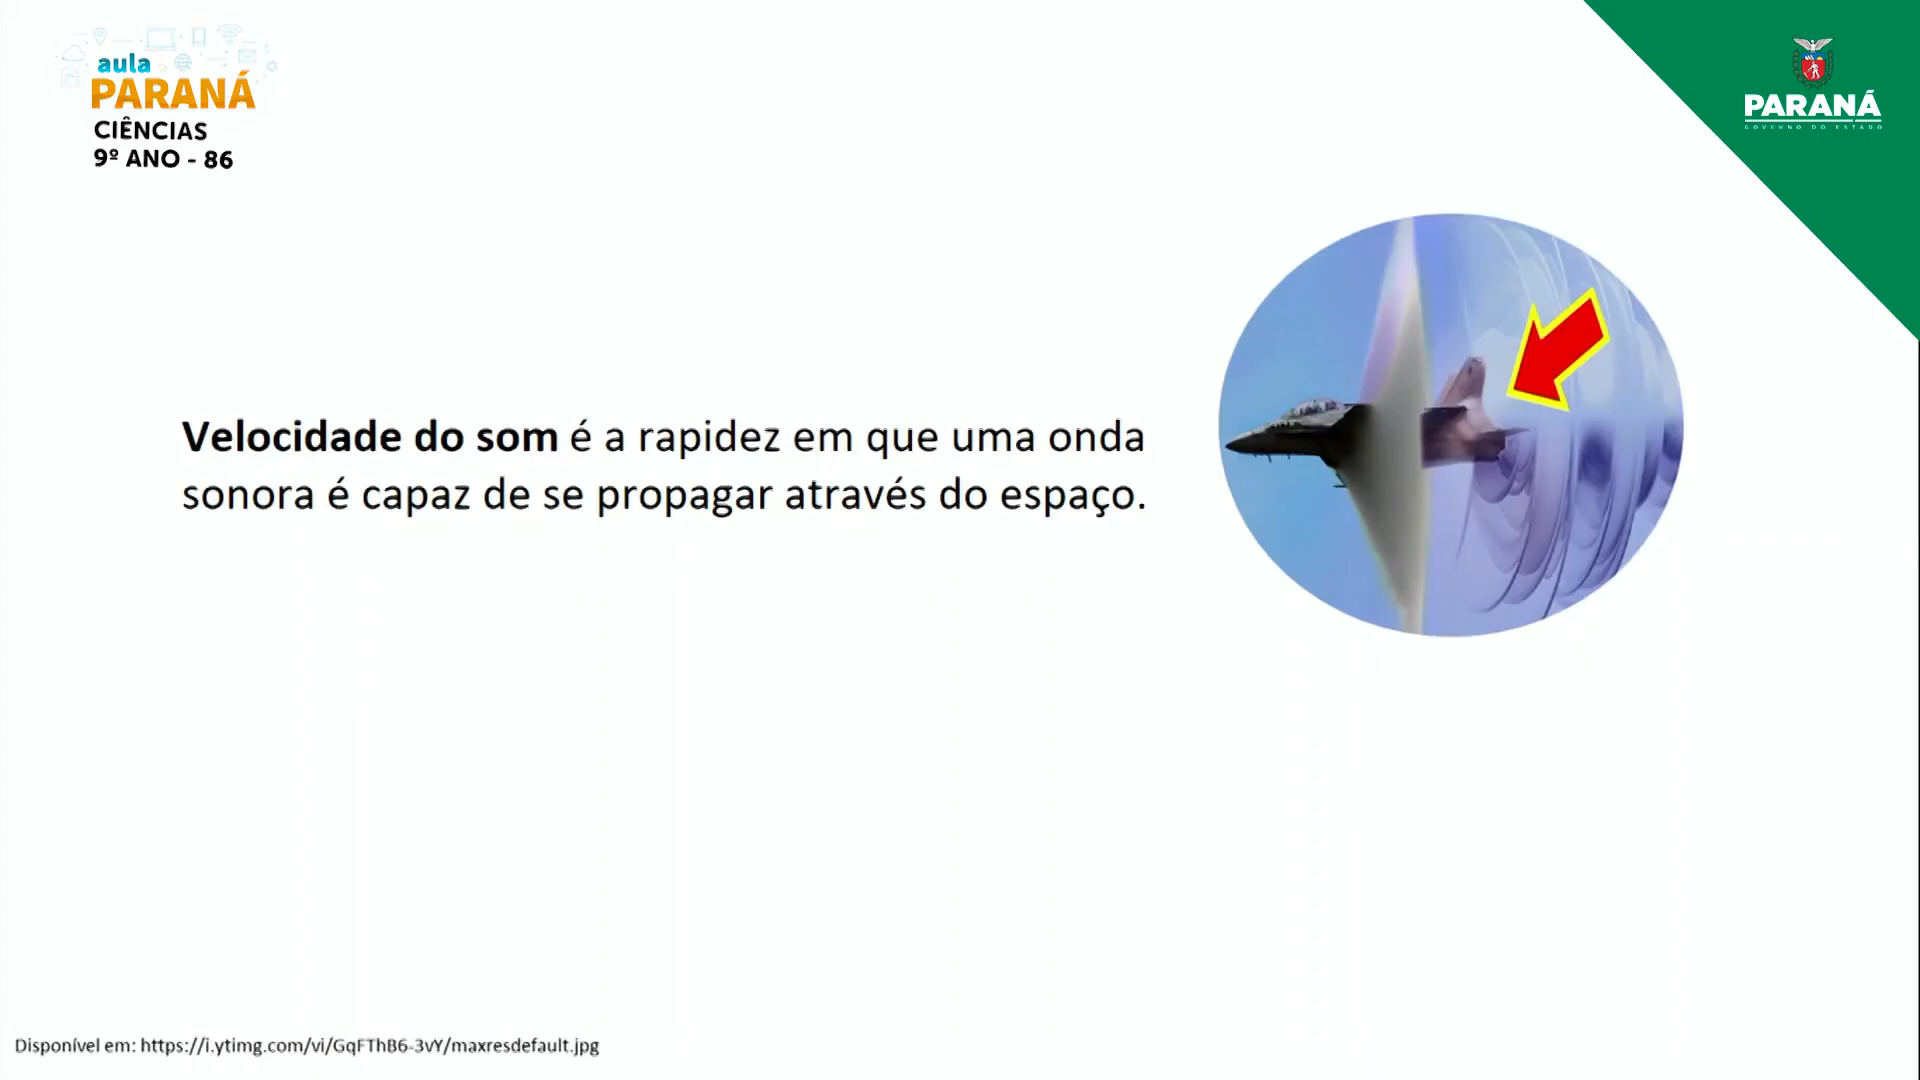 aula
PARANÁ
CIÊNCIAS
9º ANO - 86
PARANÁ
GOVERNO DO ESTADO
Velocidade do som é a rapidez em que uma onda
sonora é capaz de se propagar através do espaço.
Disponível em: https://i.ytimg.com/vi/GqFThB6-3vY/maxresdefault.jpg